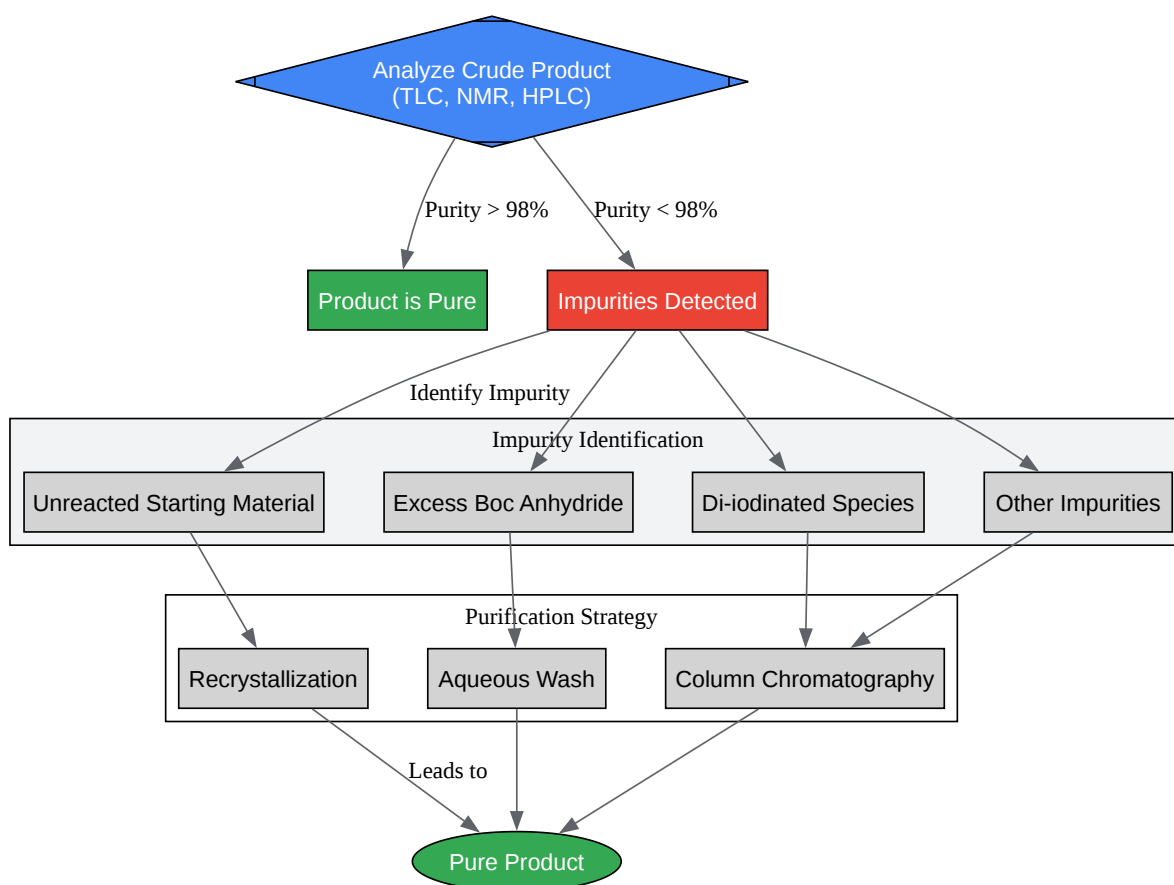 Analyze Crude Product
(TLC, NMR, HPLC)
Purity > 98%
Purity < 98%
Product is Pure
Impurities Detected
Identify Impurity
Impurity Identification
Unreacted Starting Material
Excess Boc Anhydride
Di-iodinated Species
Other Impurities
Purification Strategy
Recrystallization
Aqueous Wash
Column Chromatography
Leads to
Pure Product